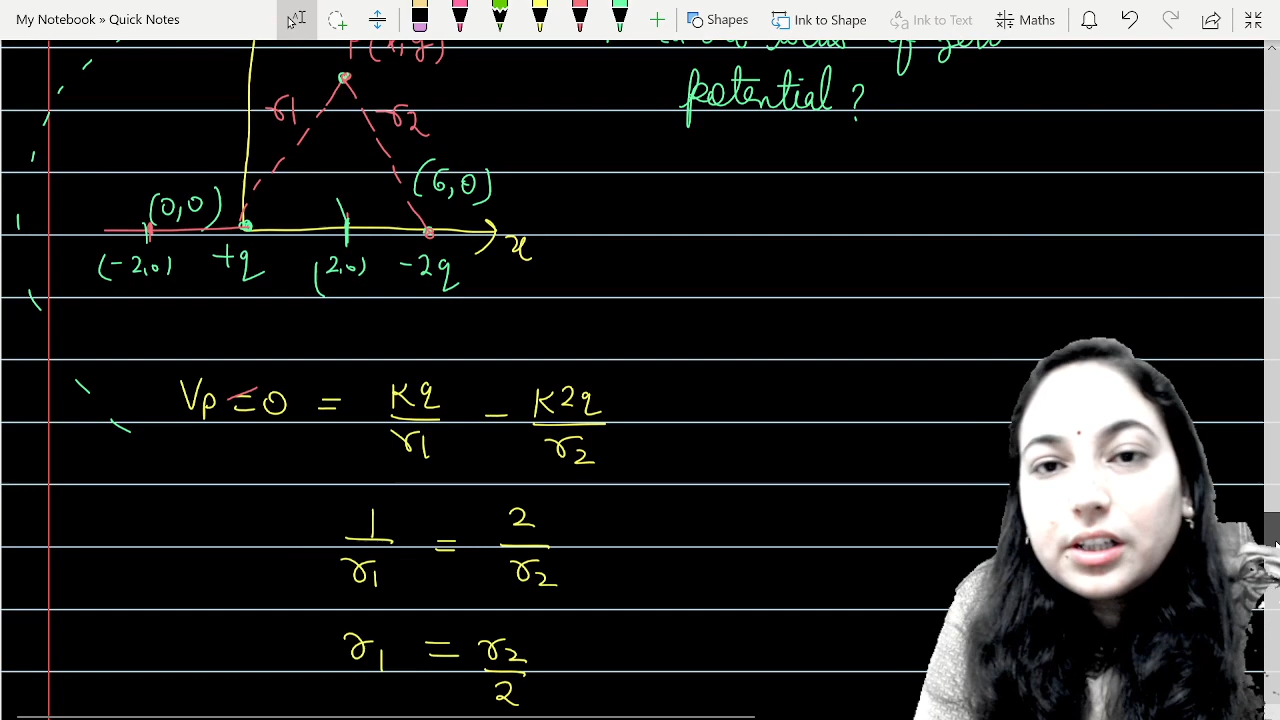 My Notebook » Quick Notes
Shapes
Ink to Shape
Ink to Text
Maths
of
potential ?
r1
r2
(6,0)
(0,0)
x
(-2,0)
+q
(2,0)
-2q
Vp = 0 = Kq/r1 - K2q/r2
1/r1 = 2/r2
r1 = r2/2